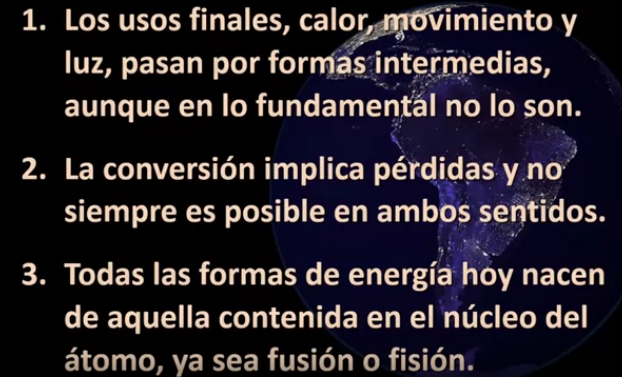 1. Los usos finales, calor, movimiento y
luz, pasan por formas intermedias,
aunque en lo fundamental no lo son.
2. La conversión implica pérdidas y no
siempre es posible en ambos sentidos.
3. Todas las formas de energía hoy nacen
de aquella contenida en el núcleo del
átomo, ya sea fusión o fisión.